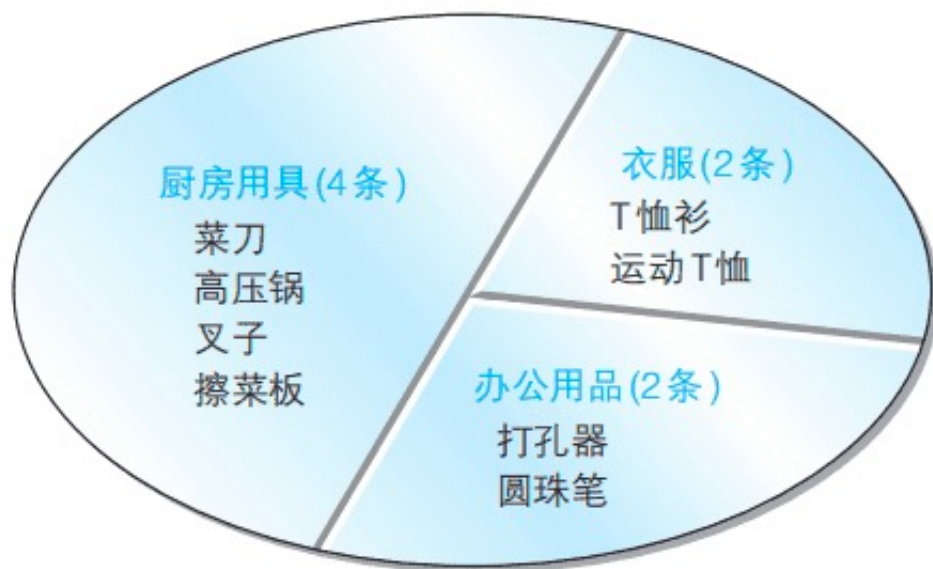 厨房用具(4条)
菜刀
高压锅
叉子
擦菜板
衣服(2条)
T恤衫
运动T恤
办公用品(2条)
打孔器
圆珠笔